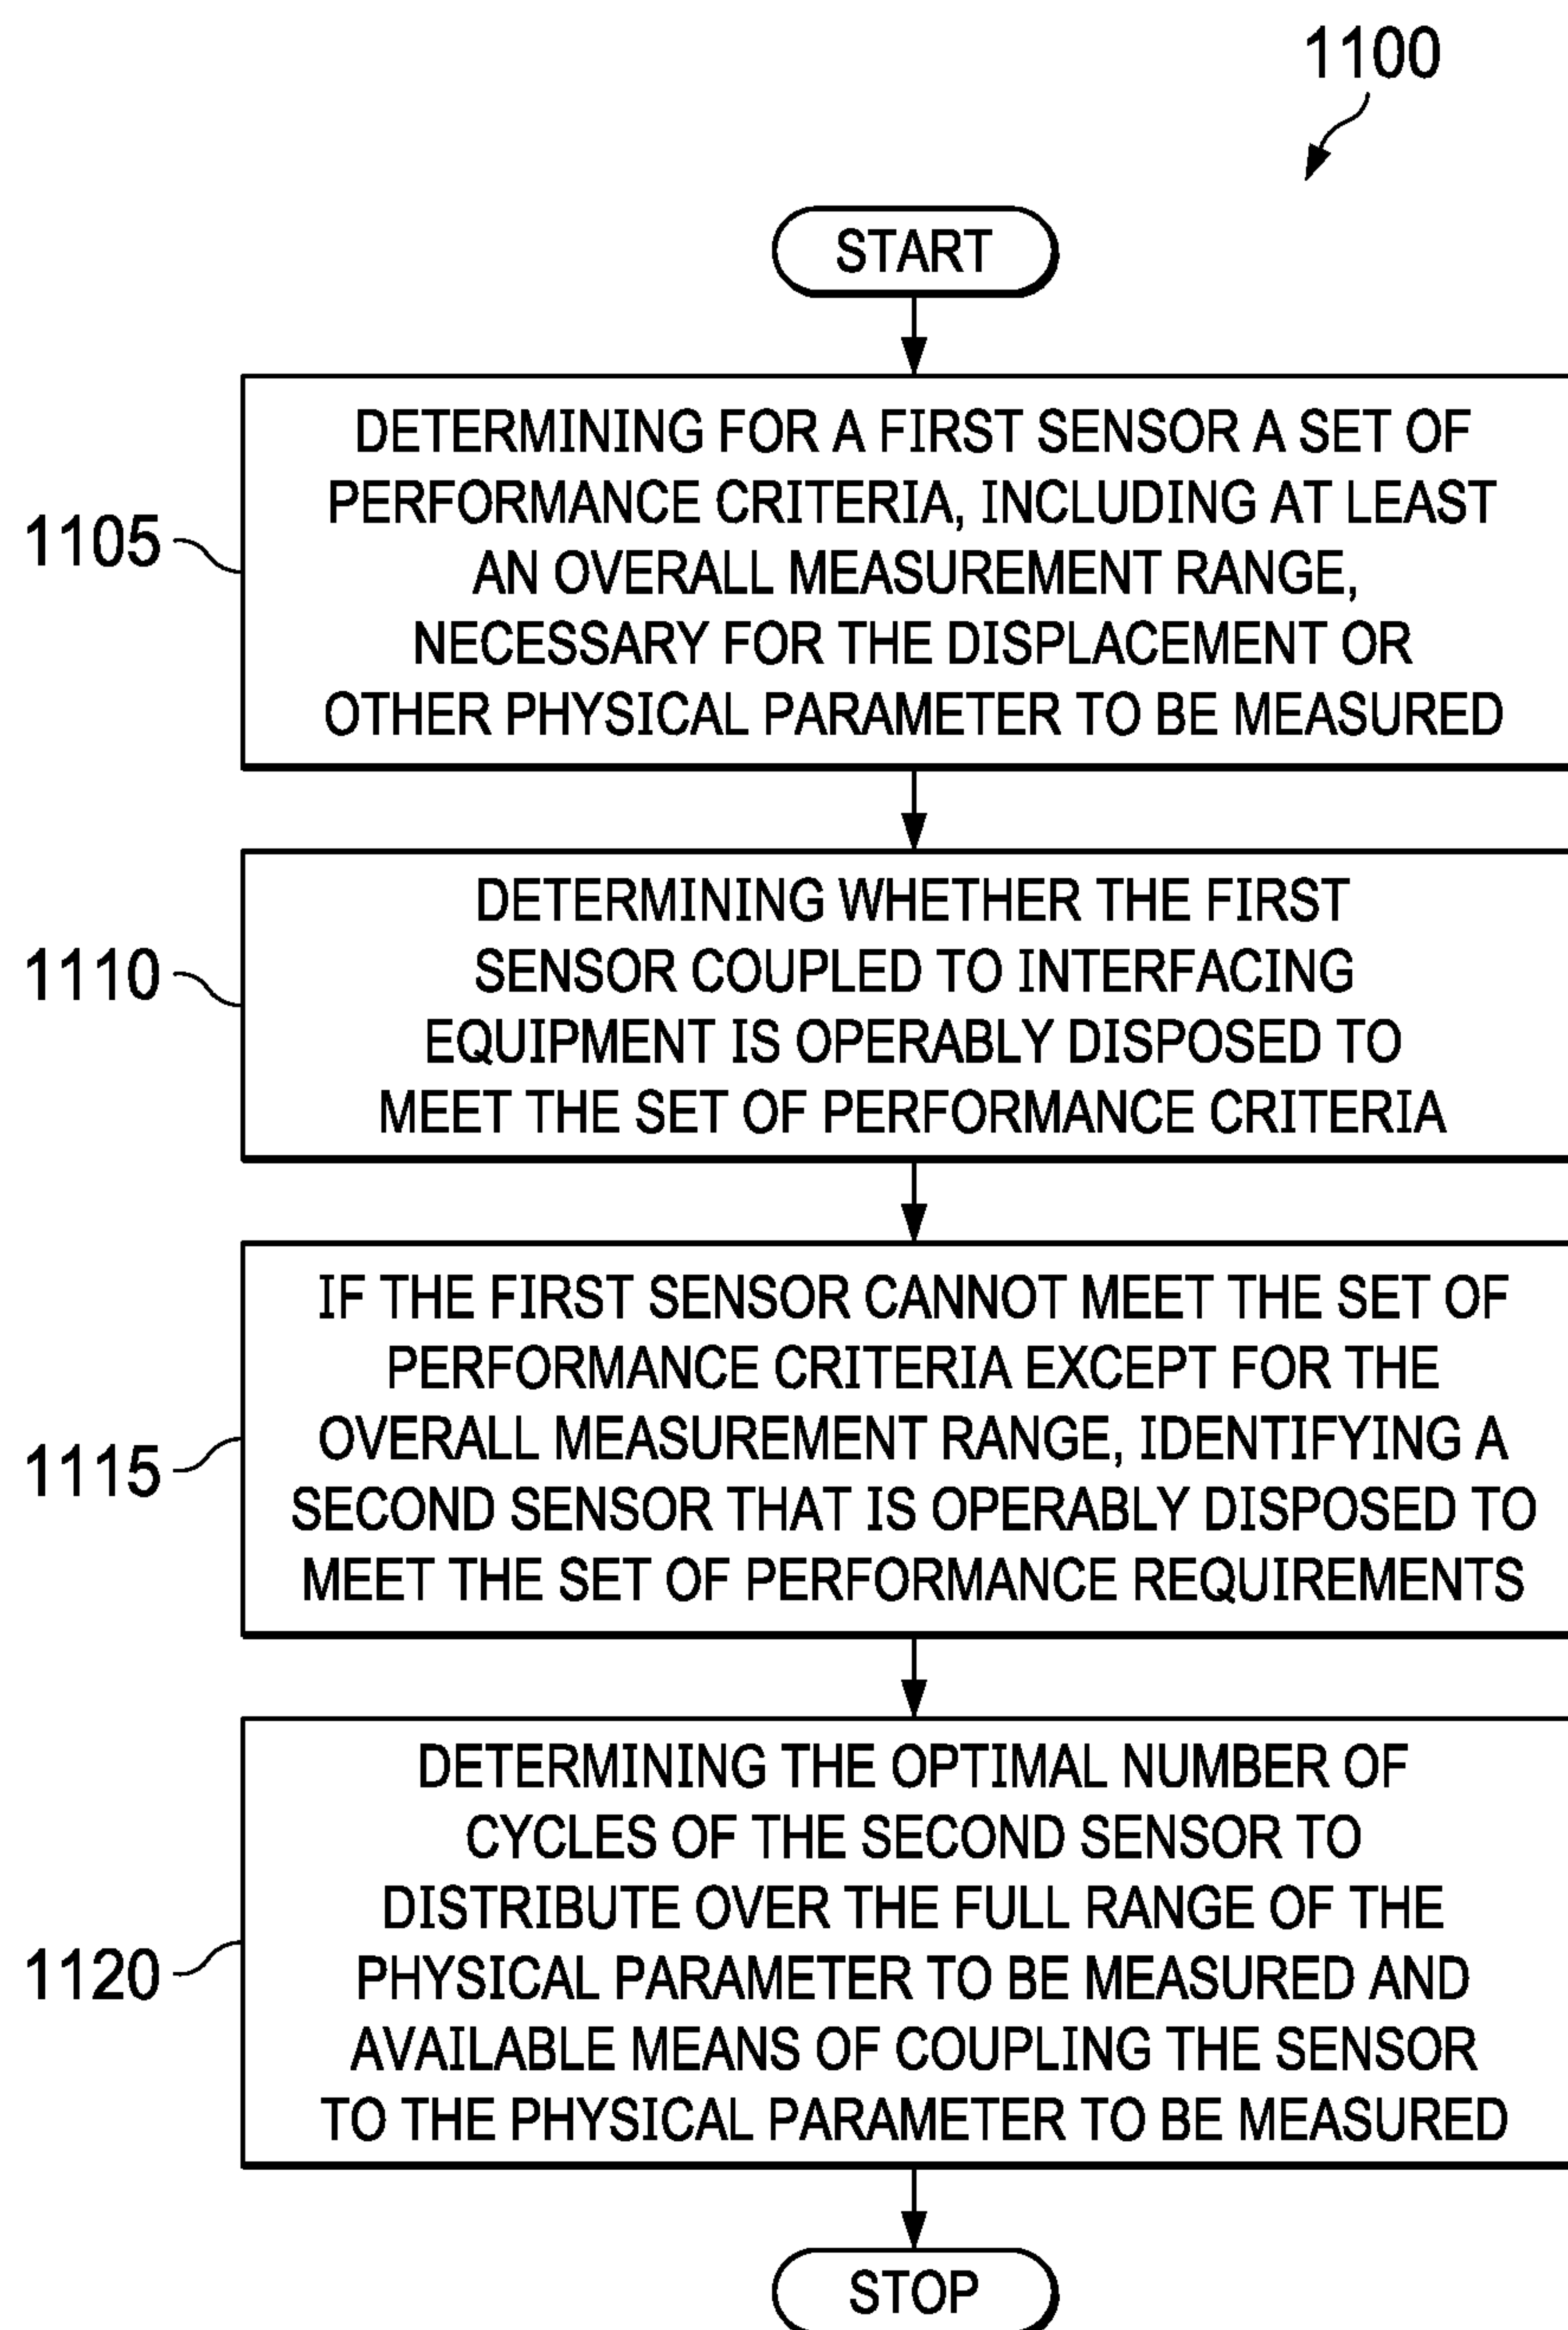 1100
START
DETERMINING FOR A FIRST SENSOR A SET OF
PERFORMANCE CRITERIA, INCLUDING AT LEAST
AN OVERALL MEASUREMENT RANGE,
NECESSARY FOR THE DISPLACEMENT OR
OTHER PHYSICAL PARAMETER TO BE MEASURED
1105
DETERMINING WHETHER THE FIRST
SENSOR COUPLED TO INTERFACING
EQUIPMENT IS OPERABLY DISPOSED TO
MEET THE SET OF PERFORMANCE CRITERIA
1110
IF THE FIRST SENSOR CANNOT MEET THE SET OF
PERFORMANCE CRITERIA EXCEPT FOR THE
OVERALL MEASUREMENT RANGE, IDENTIFYING A
SECOND SENSOR THAT IS OPERABLY DISPOSED TO
MEET THE SET OF PERFORMANCE REQUIREMENTS
1115
DETERMINING THE OPTIMAL NUMBER OF
CYCLES OF THE SECOND SENSOR TO
DISTRIBUTE OVER THE FULL RANGE OF THE
PHYSICAL PARAMETER TO BE MEASURED AND
AVAILABLE MEANS OF COUPLING THE SENSOR
TO THE PHYSICAL PARAMETER TO BE MEASURED
1120
STOP